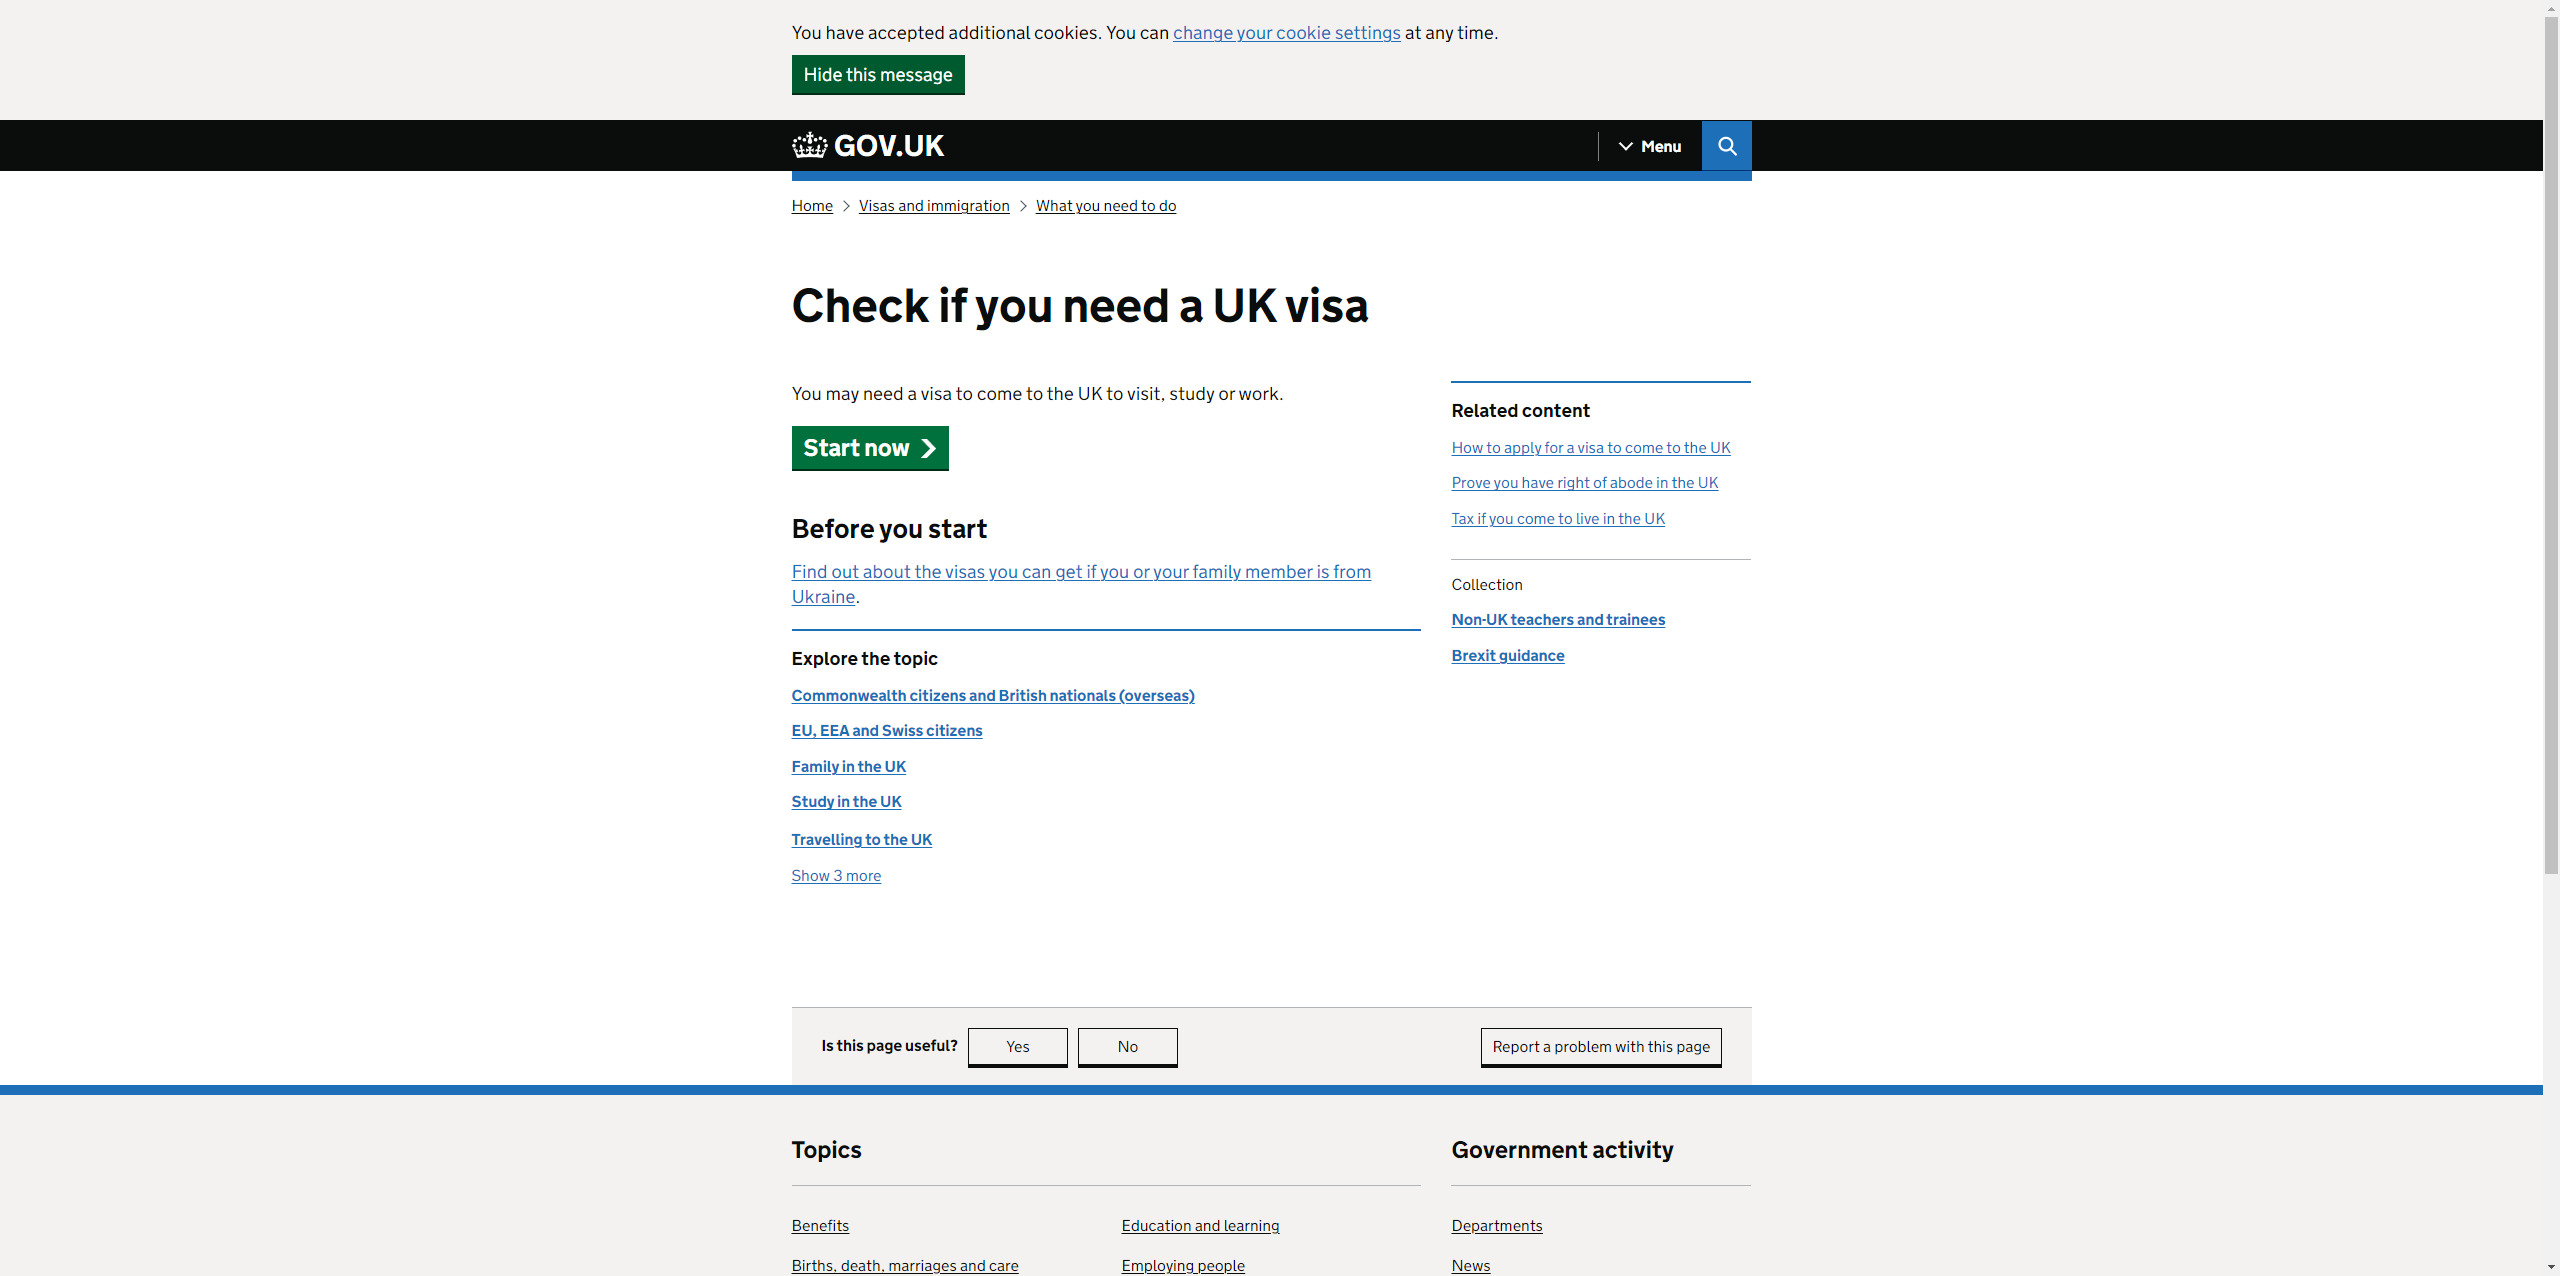 You have accepted additional cookies. You can change your cookie settings at any time.
Hide this message
GOV.UK
Menu
Home
Visas and immigration
What you need to do
Check if you need a UK visa
You may need a visa to come to the UK to visit, study or work.
Start now
Before you start
Find out about the visas you can get if you or your family member is from
Ukraine.
Explore the topic
Commonwealth citizens and British nationals (overseas)
EU, EEA and Swiss citizens
Family in the UK
Study in the UK
Travelling to the UK
Show 3 more
Related content
How to apply for a visa to come to the UK
Prove you have right of abode in the UK
Tax if you come to live in the UK
Collection
Non-UK teachers and trainees
Brexit guidance
Is this page useful?
Yes
No
Report a problem with this page
Topics
Benefits
Births, death, marriages and care
Education and learning
Employing people
Government activity
Departments
News